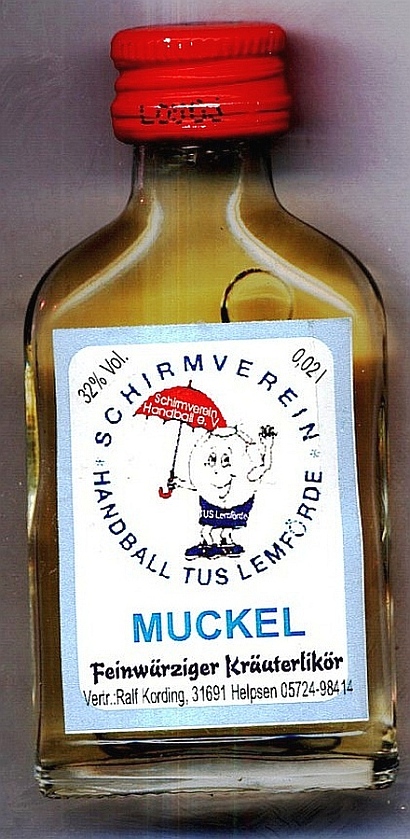 32% Vol.
0,02 l
SCHIRMVEREIN
Schirmverein
Handball e. V.
TUS Lemförde
* HANDBALL TUS LEMFÖRDE *
MUCKEL
Feinwürziger Kräuterlikör
Vertr.:Ralf Kording, 31691 Helpsen 05724-98414